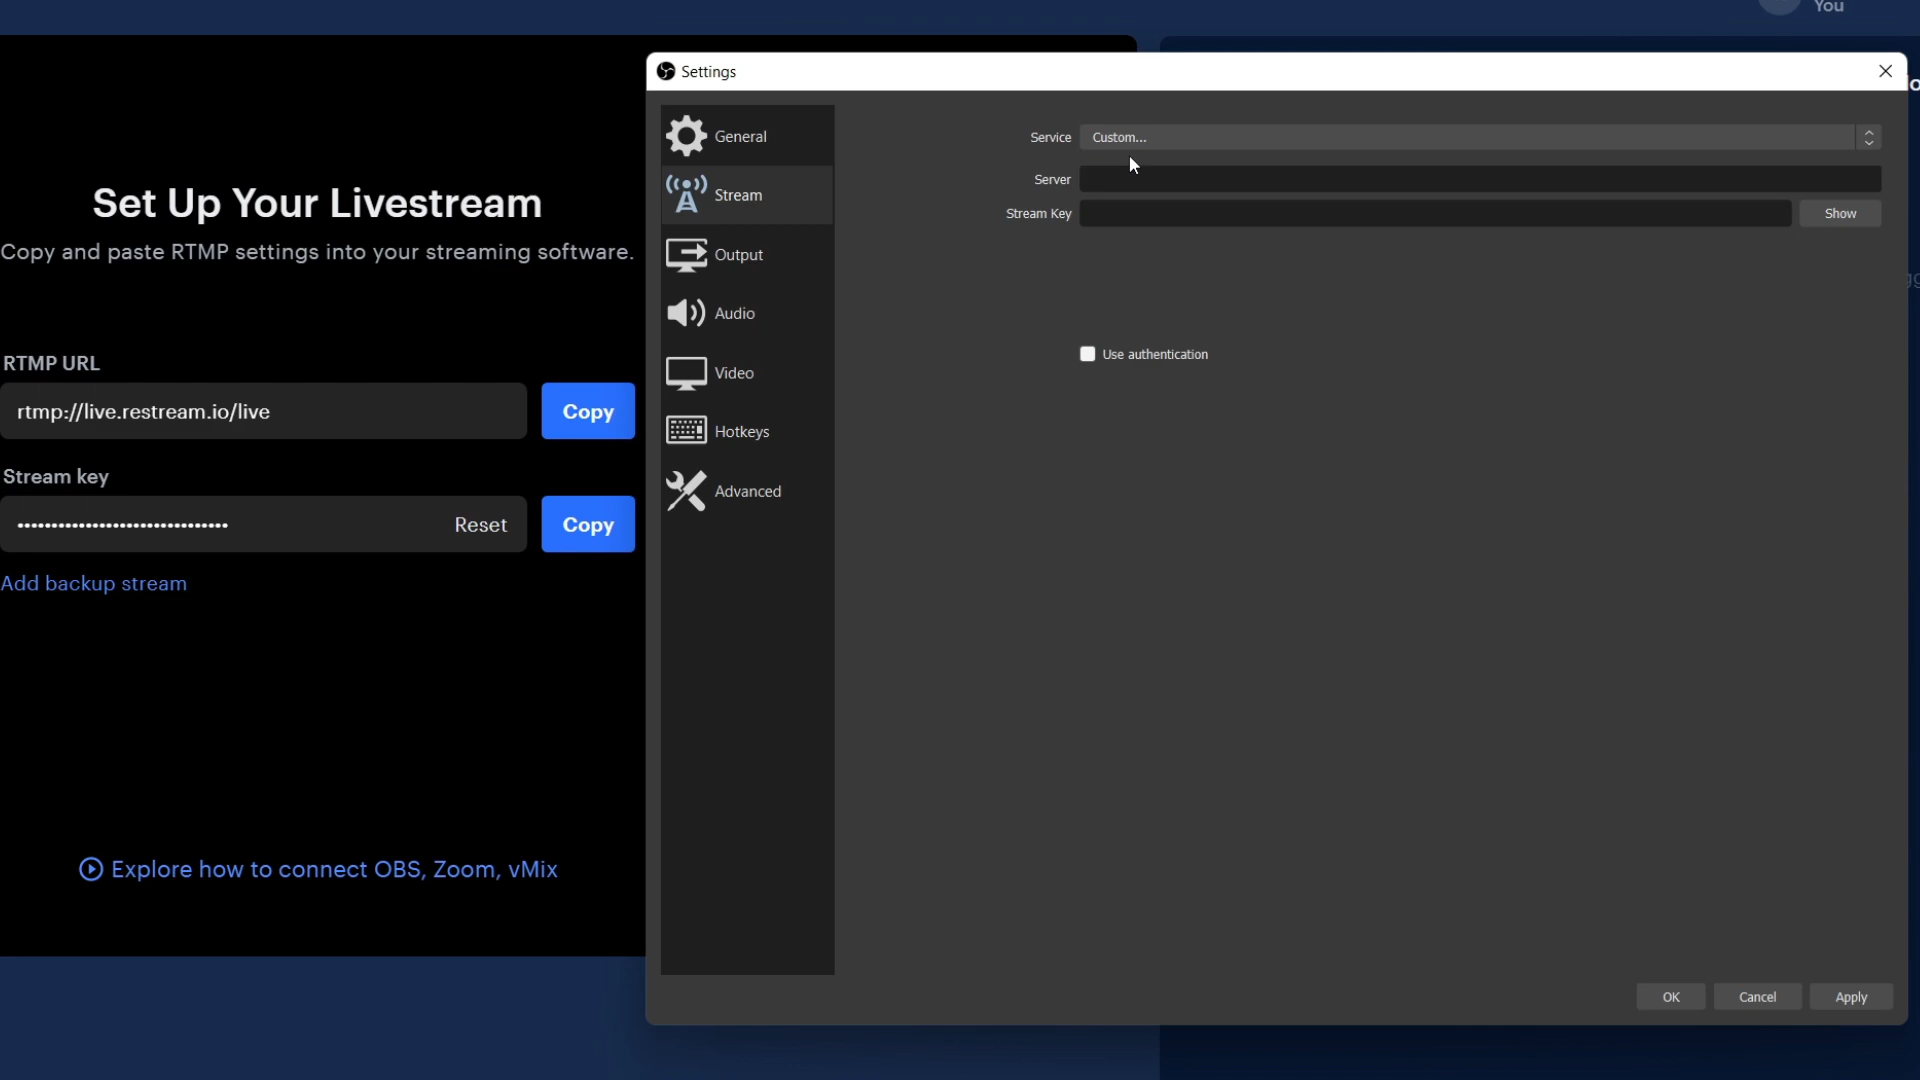 You
Set Up Your Livestream
Copy and paste RTMP settings into your streaming software.
RTMP URL
rtmp://live.restream.io/live
Copy
Stream key
•••••••••••••••••••••••••••••••
Reset
Copy
Add backup stream
Explore how to connect OBS, Zoom, vMix
Settings
General
Stream
Output
Audio
Video
Hotkeys
Advanced
Service
Custom...
Server
Stream Key
Show
Use authentication
OK
Cancel
Apply